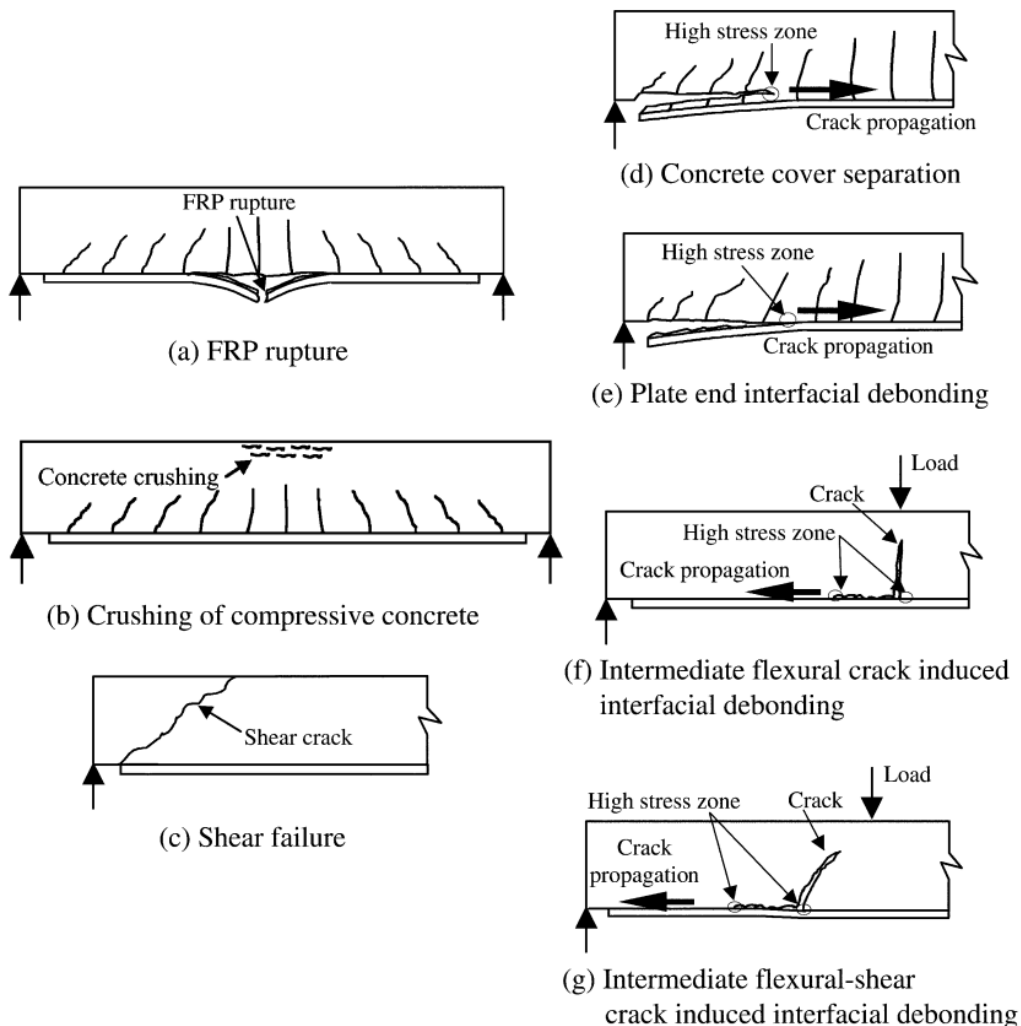 FRP rupture
(a) FRP rupture
Concrete crushing
(b) Crushing of compressive concrete
Shear crack
(c) Shear failure
High stress zone
Crack propagation
(d) Concrete cover separation
High stress zone
Crack propagation
(e) Plate end interfacial debonding
Load
Crack
High stress zone
Crack propagation
(f) Intermediate flexural crack induced
interfacial debonding
Load
High stress zone
Crack
Crack
propagation
(g) Intermediate flexural-shear
crack induced interfacial debonding